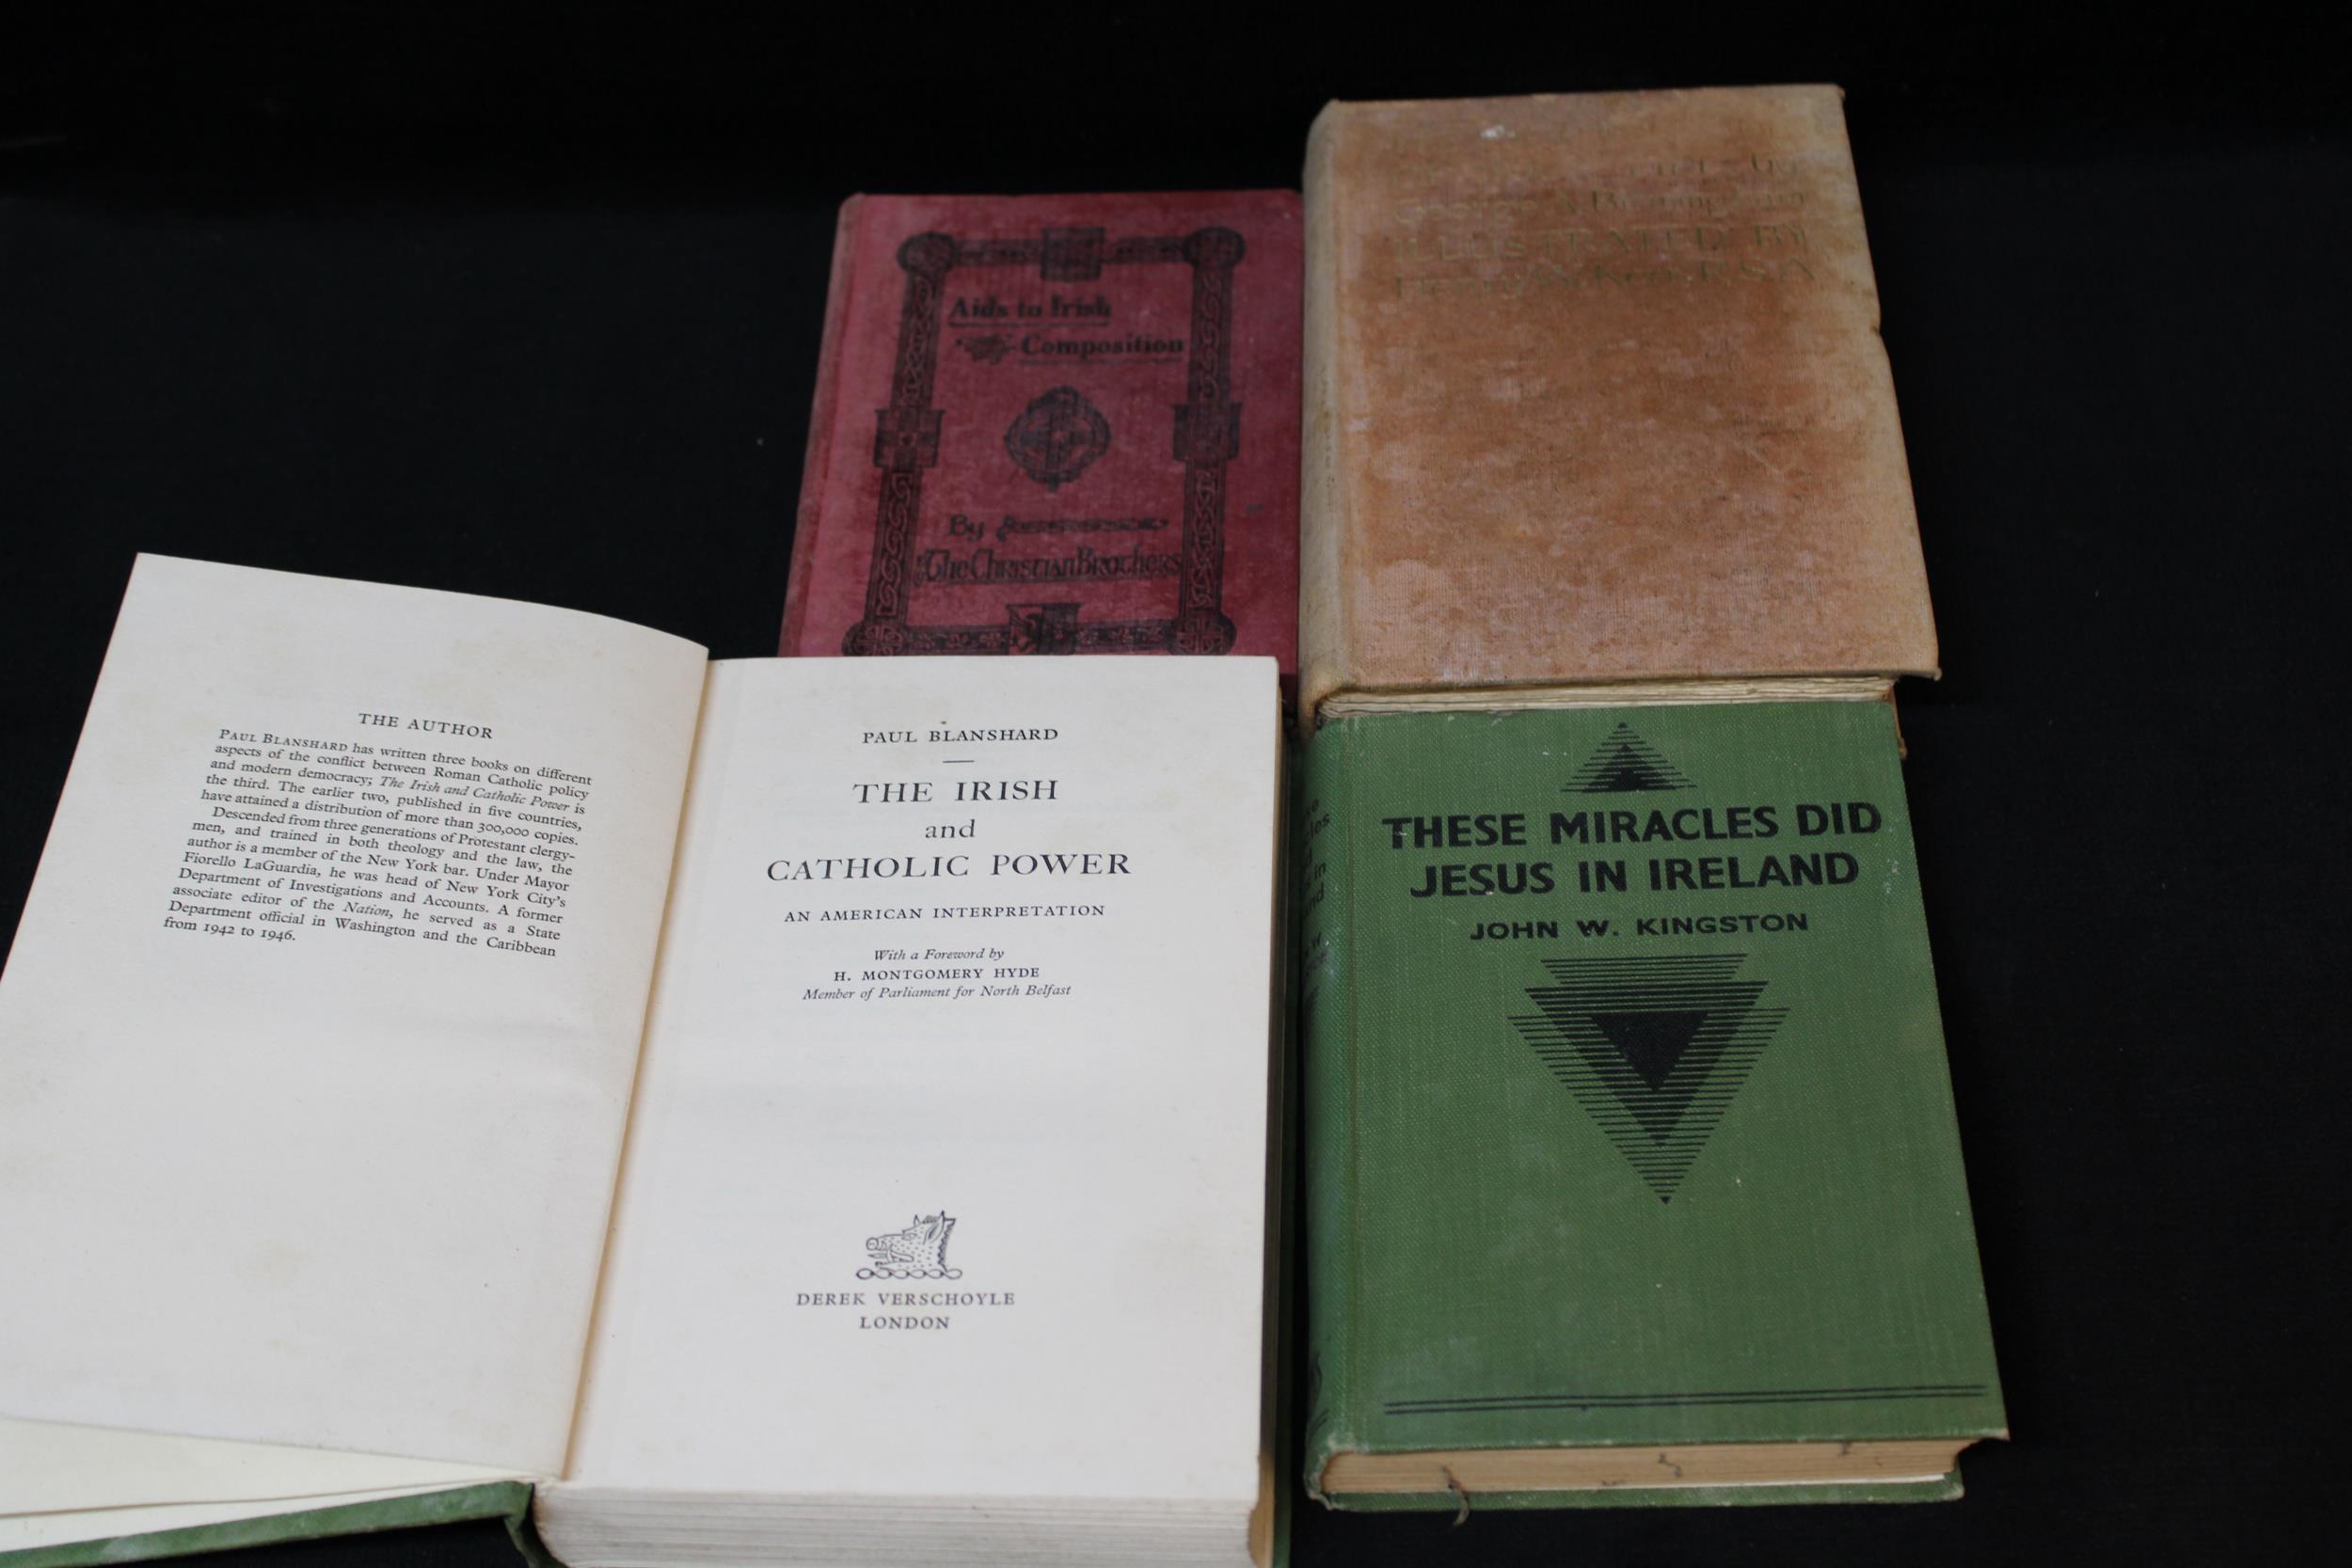 Aids to Irish
Composition
By
The Christian Brothers
George A Birmingham
ILLUSTRATED BY
Henry W. Kerr, R.S.A
THE AUTHOR
PAUL BLANSHARD has written three books on different
aspects of the conflict between Roman Catholic policy
and modern democracy; The Irish and Catholic Power is
the third. The earlier two, published in five countries,
have attained a distribution of more than 300,000 copies.
Descended from three generations of Protestant clergy-
men, and trained in both theology and the law, the
author is a member of the New York bar. Under Mayor
Fiorello LaGuardia, he was head of New York City's
Department of Investigations and Accounts. A former
associate editor of the Nation, he served as a State
Department official in Washington and the Caribbean
from 1942 to 1946.
PAUL BLANSHARD
THE IRISH
and
CATHOLIC POWER
AN AMERICAN INTERPRETATION
With a Foreword by
H. MONTGOMERY HYDE
Member of Parliament for North Belfast
DEREK VERSCHOYLE
LONDON
THESE MIRACLES DID
JESUS IN IRELAND
JOHN W. KINGSTON